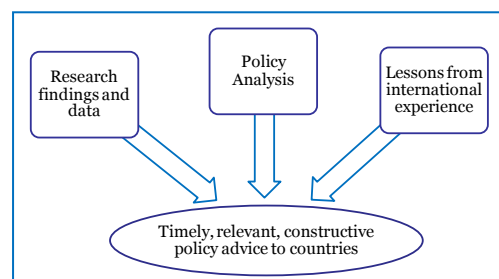 Research
findings and
data
Policy
Analysis
Lessons from
international
experience
Timely, relevant, constructive
policy advice to countries